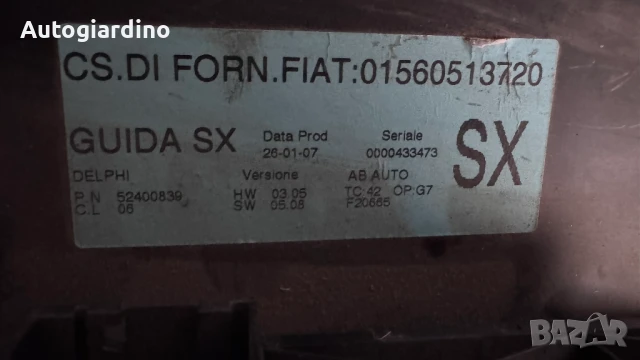 Autogiardino
CS.DI FORN.FIAT:01560513720
GUIDA SX Data Prod Seriale SX
26-01-07 0000433473
DELPHI Versione AB AUTO
P.N 52400839 HW 03.05 TC:42 OP:G7
C.L 06 SW 05.08 F20665
BAZAR